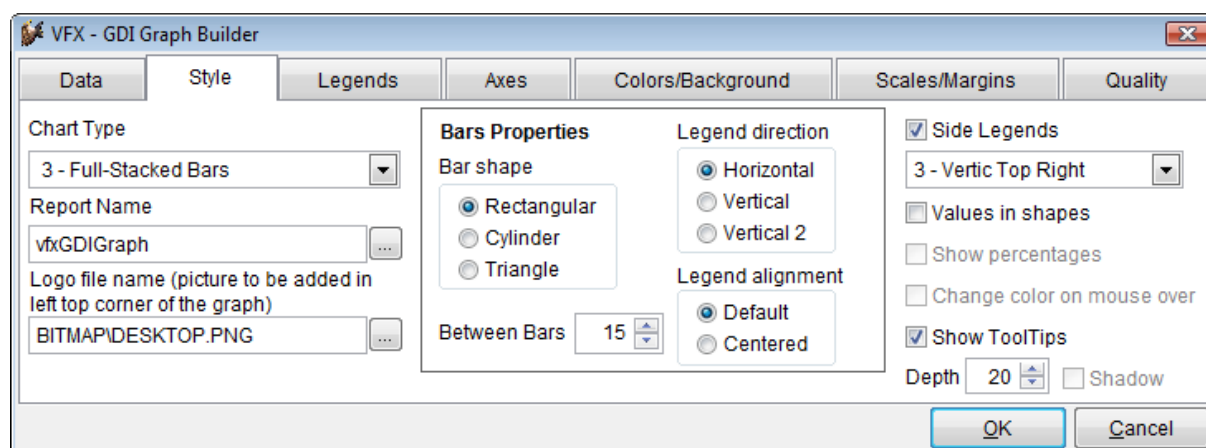 VFX - GDI Graph Builder
Data
Style
Legends
Axes
Colors/Background
Scales/Margins
Quality
Chart Type
3 - Full-Stacked Bars
Report Name
vfxGDIGraph
...
Logo file name (picture to be added in
left top corner of the graph)
BITMAP\DESKTOP.PNG
...
Bars Properties
Bar shape
Rectangular
Cylinder
Triangle
Between Bars 15
Legend direction
Horizontal
Vertical
Vertical 2
Legend alignment
Default
Centered
Side Legends
3 - Vertic Top Right
Values in shapes
Show percentages
Change color on mouse over
Show ToolTips
Depth 20 Shadow
OK
Cancel